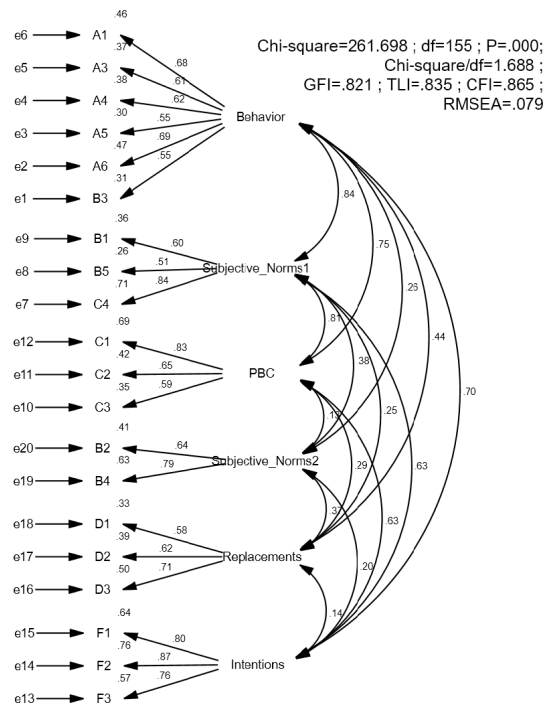 Chi-square=261.698 ; df=155 ; P=.000;
Chi-square/df=1.688 ;
GFI=.821 ; TLI=.835 ; CFI=.865 ;
RMSEA=.079
.46
e6 A1
.37
e5 A3
.38
e4 A4
.30
e3 A5
.47
e2 A6
.31
e1 B3
.68
.61
.62
.55
.69
.55
Behavior
.36
e9 B1
.26
e8 B5
.71
e7 C4
.60
.51
.84
Subjective_Norms1
.69
e12 C1
.42
e11 C2
.35
e10 C3
.83
.65
.59
PBC
.41
e20 B2
.63
e19 B4
.64
.79
Subjective_Norms2
.33
e18 D1
.39
e17 D2
.50
e16 D3
.58
.62
.71
Replacements
.64
e15 F1
.76
e14 F2
.57
e13 F3
.80
.87
.76
Intentions
.84
.75
.26
.44
.70
.81
.38
.25
.63
.29
.63
.37
.20
.14